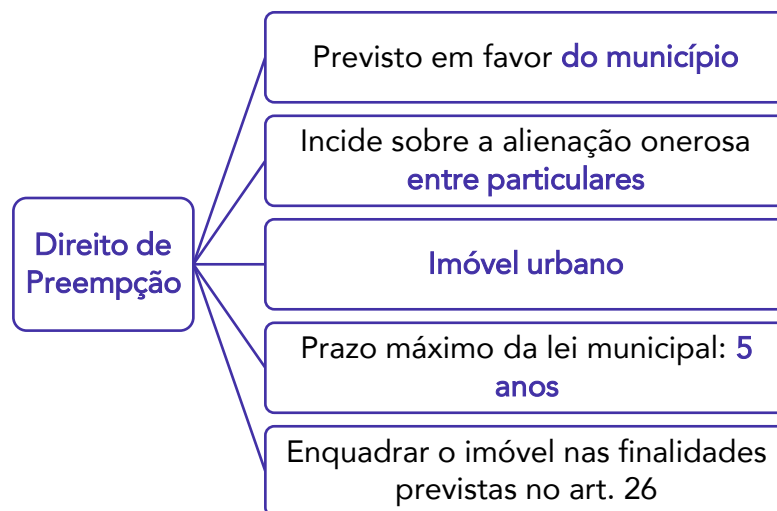 Direito de
Preempção
Previsto em favor do município
Incide sobre a alienação onerosa
entre particulares
Imóvel urbano
Prazo máximo da lei municipal: 5
anos
Enquadrar o imóvel nas finalidades
previstas no art. 26